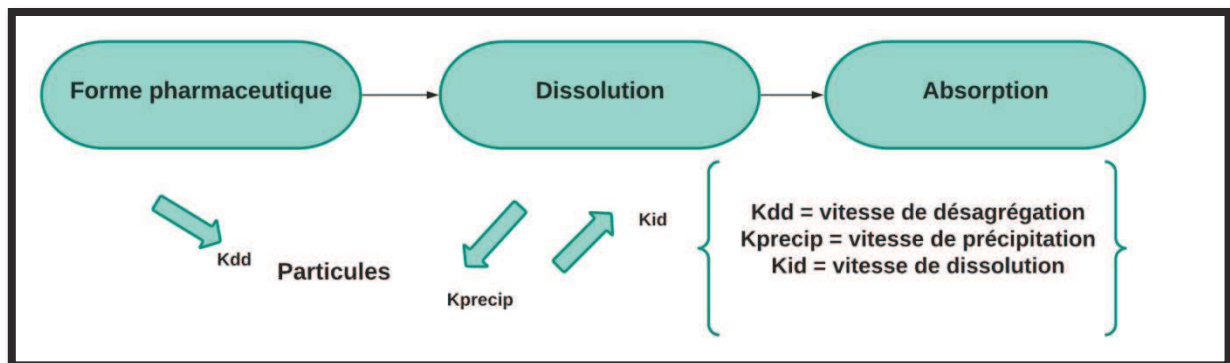 Forme pharmaceutique
Dissolution
Absorption
Kdd
Particules
Kprecip
Kid
Kdd = vitesse de désagrégation
Kprecip = vitesse de précipitation
Kid = vitesse de dissolution